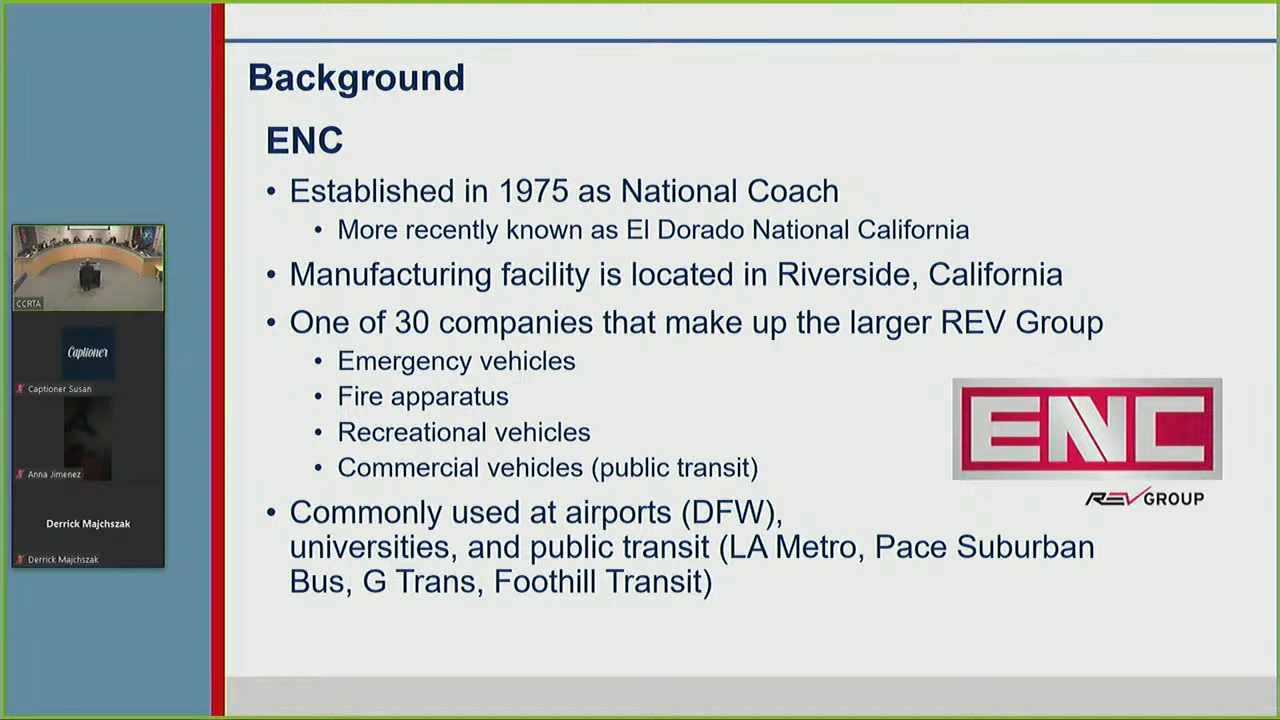 Background
ENC
• Established in 1975 as National Coach
• More recently known as El Dorado National California
• Manufacturing facility is located in Riverside, California
• One of 30 companies that make up the larger REV Group
• Emergency vehicles
• Fire apparatus
• Recreational vehicles
• Commercial vehicles (public transit)
• Commonly used at airports (DFW),
universities, and public transit (LA Metro, Pace Suburban
Bus, G Trans, Foothill Transit)
ENC
REV GROUP
CCRTA
Captioner
Captioner Susan
Anna Jimenez
Derrick Majchszak
Derrick Majchszak